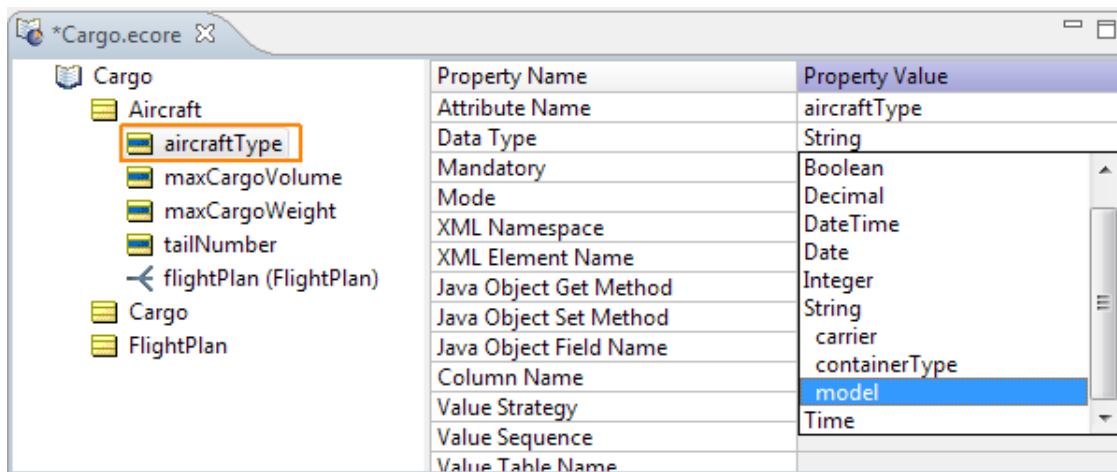 *Cargo.ecore
Cargo
Aircraft
aircraftType
maxCargoVolume
maxCargoWeight
tailNumber
flightPlan (FlightPlan)
Cargo
FlightPlan
Property Name Property Value
Attribute Name aircraftType
Data Type String
Mandatory
Mode
XML Namespace
XML Element Name
Java Object Get Method
Java Object Set Method
Java Object Field Name
Column Name
Value Strategy
Value Sequence
Value Table Name
Boolean
Decimal
DateTime
Date
Integer
String
carrier
containerType
model
Time